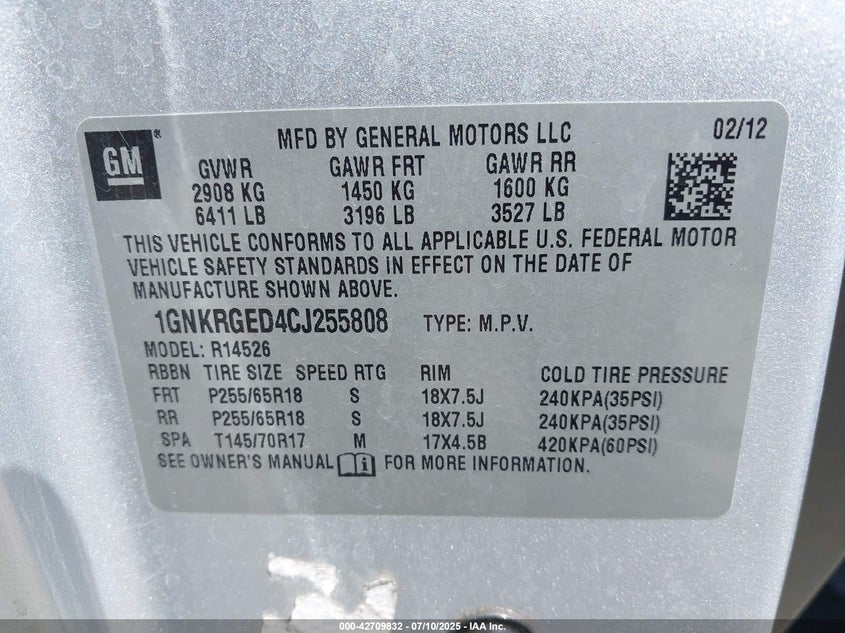 MFD BY GENERAL MOTORS LLC 02/12
GM ®
GVWR GAWR FRT GAWR RR
2908 KG 1450 KG 1600 KG
6411 LB 3196 LB 3527 LB
THIS VEHICLE CONFORMS TO ALL APPLICABLE U.S. FEDERAL MOTOR
VEHICLE SAFETY STANDARDS IN EFFECT ON THE DATE OF
MANUFACTURE SHOWN ABOVE.
1GNKRGED4CJ255808 TYPE: M.P.V.
MODEL: R14526
RBBN TIRE SIZE SPEED RTG RIM COLD TIRE PRESSURE
FRT P255/65R18 S 18X7.5J 240KPA(35PSI)
RR P255/65R18 S 18X7.5J 240KPA(35PSI)
SPA T145/70R17 M 17X4.5B 420KPA(60PSI)
SEE OWNER'S MANUAL FOR MORE INFORMATION.
000-42709832 - 07/10/2025 - IAA Inc.